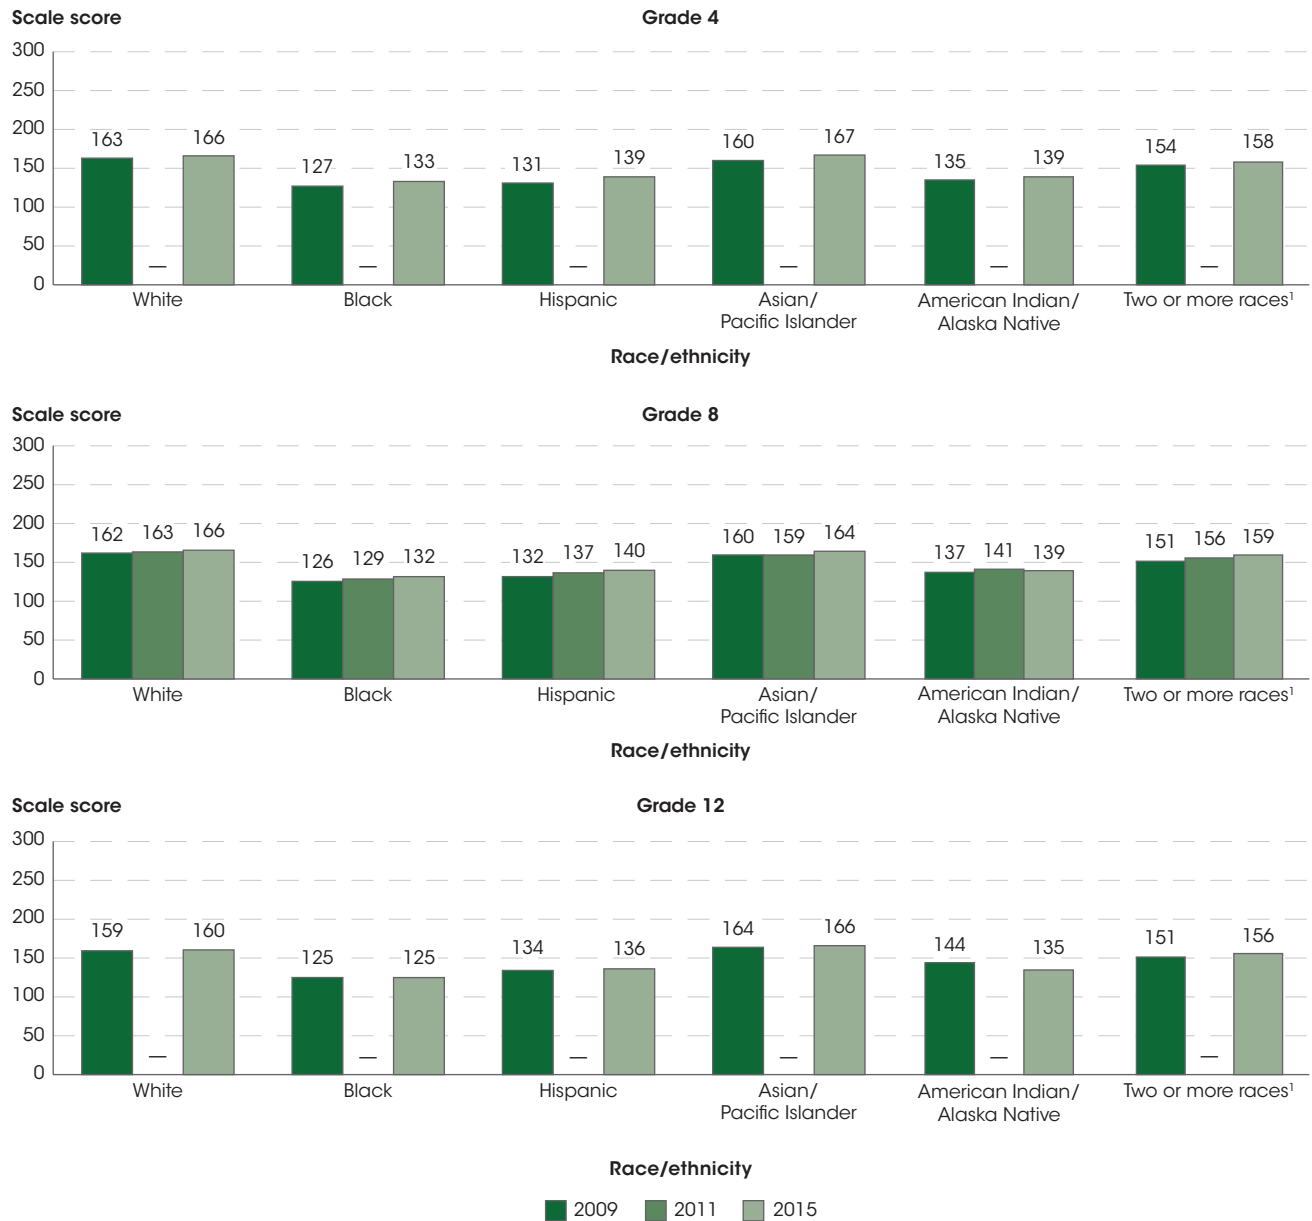 Scale score Grade 4
300
250
200
150
100
50
0
163 — 166
127 — 133
131 — 139
160 — 167
135 — 139
154 — 158
White
Black
Hispanic
Asian/
Pacific Islander
American Indian/
Alaska Native
Two or more races¹
Race/ethnicity
Scale score Grade 8
300
250
200
150
100
50
0
162 163 166
126 129 132
132 137 140
160 159 164
137 141 139
151 156 159
White
Black
Hispanic
Asian/
Pacific Islander
American Indian/
Alaska Native
Two or more races¹
Race/ethnicity
Scale score Grade 12
300
250
200
150
100
50
0
159 — 160
125 — 125
134 — 136
164 — 166
144 — 135
151 — 156
White
Black
Hispanic
Asian/
Pacific Islander
American Indian/
Alaska Native
Two or more races¹
Race/ethnicity
2009 2011 2015